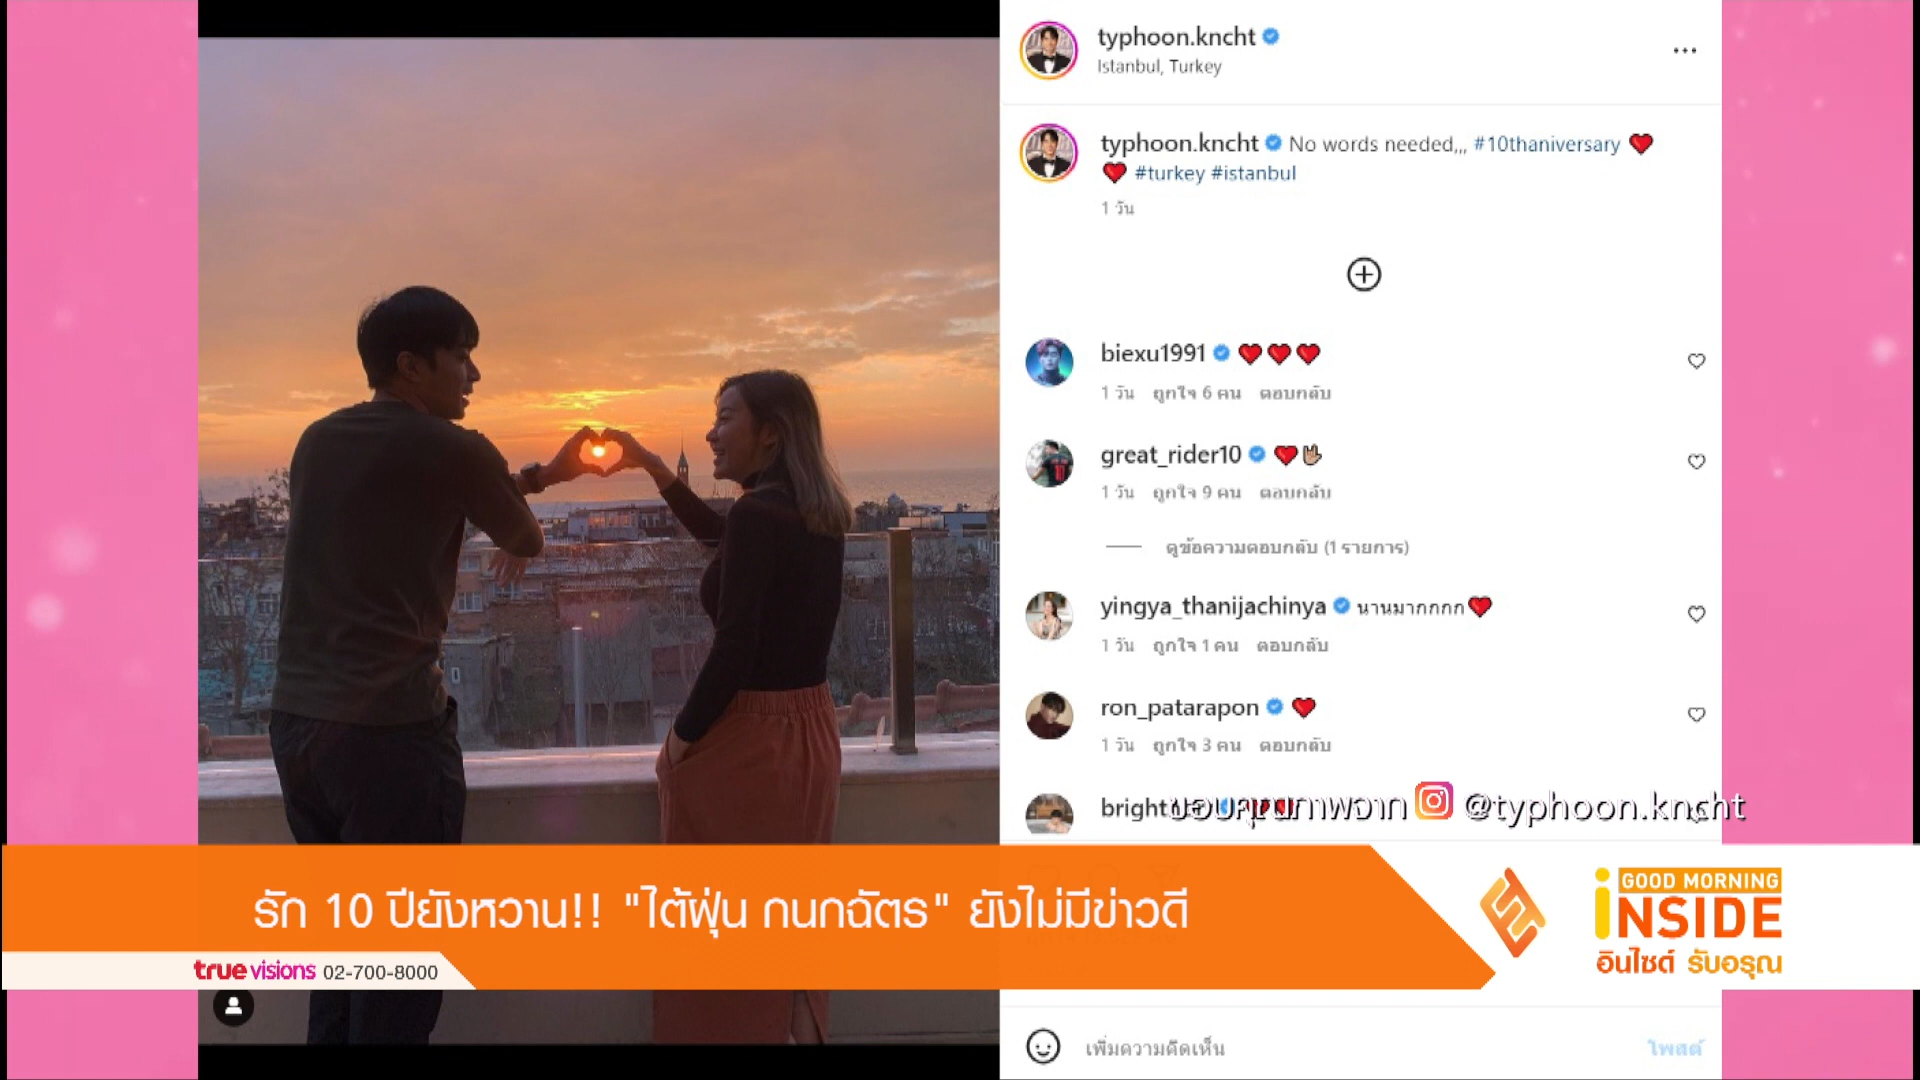 typhoon.kncht
Istanbul, Turkey
typhoon.kncht No words needed,,, #10thaniversary ❤️
❤️ #turkey #istanbul
1 วัน
biexu1991 ❤️❤️❤️
1 วัน ถูกใจ 6 คน ตอบกลับ
great_rider10 ❤️🤟🏼
1 วัน ถูกใจ 9 คน ตอบกลับ
ดูข้อความตอบกลับ (1 รายการ)
yingya_thanijachinya นานมากกกก❤️
1 วัน ถูกใจ 1 คน ตอบกลับ
ron_patarapon ❤️
1 วัน ถูกใจ 3 คน ตอบกลับ
ขอบคุณภาพจาก @typhoon.kncht
รัก 10 ปียังหวาน!! "ไต้ฝุ่น กนกฉัตร" ยังไม่มีข่าวดี
truevisions 02-700-8000
GOOD MORNING
iNSIDE
อินไซด์ รับอรุณ
เพิ่มความคิดเห็น โพสต์